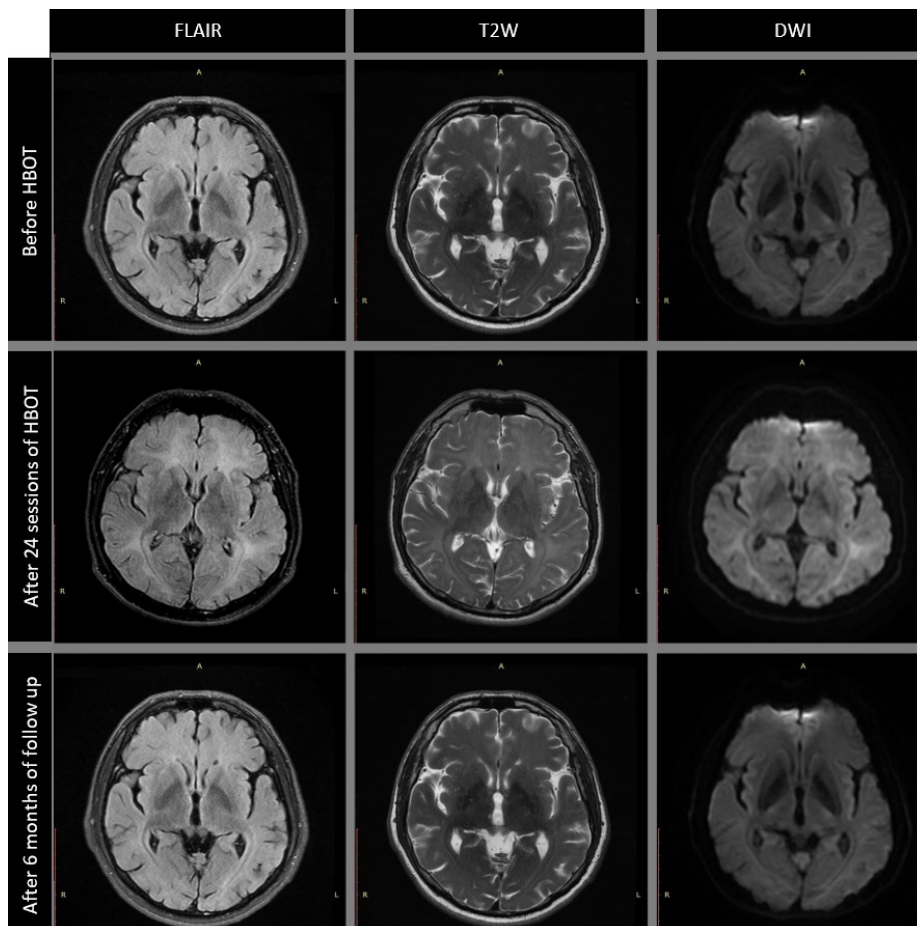 FLAIR
T2W
DWI
Before HBOT
A
R
L
A
R
L
A
R
After 24 sessions of HBOT
A
R
L
A
R
L
A
R
After 6 months of follow up
A
R
L
A
R
L
A
R